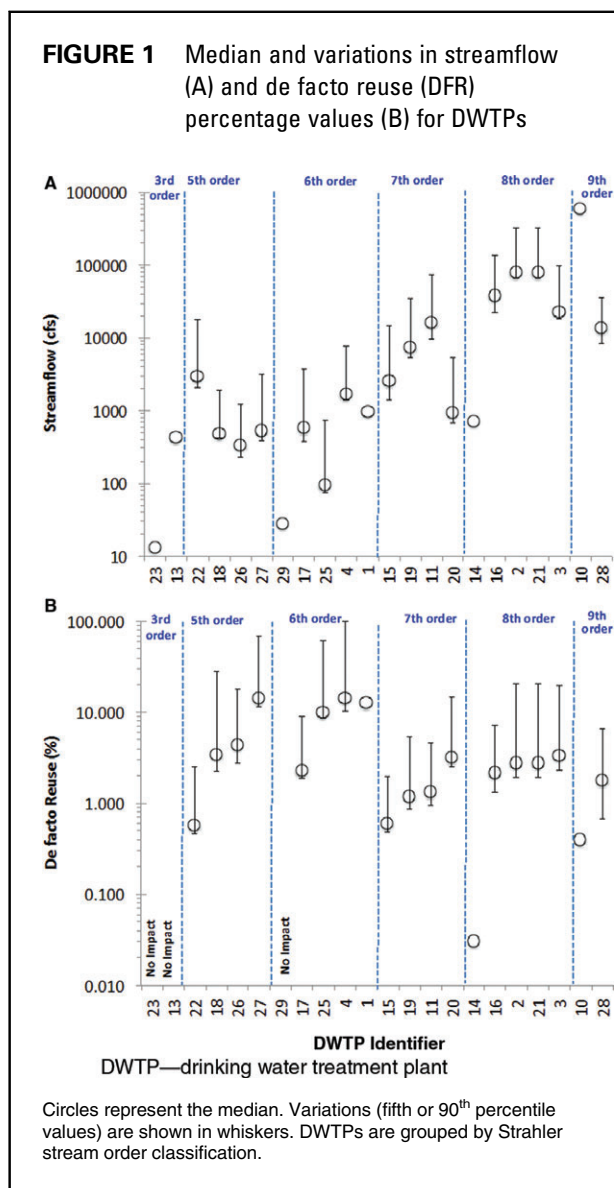 FIGURE 1 Median and variations in streamflow
(A) and de facto reuse (DFR)
percentage values (B) for DWTPs
A
3rd order
5th order
6th order
7th order
8th order
9th order
Streamflow (cfs)
1000000
100000
10000
1000
100
10
23 13 22 18 26 27 29 17 25 4 1 15 19 11 20 14 16 2 21 3 10 28
B
3rd order
5th order
6th order
7th order
8th order
9th order
De facto Reuse (%)
100.000
10.000
1.000
0.100
0.010
No Impact
No Impact
No Impact
23 13 22 18 26 27 29 17 25 4 1 15 19 11 20 14 16 2 21 3 10 28
DWTP Identifier
DWTP—drinking water treatment plant
Circles represent the median. Variations (fifth or 90th percentile
values) are shown in whiskers. DWTPs are grouped by Strahler
stream order classification.